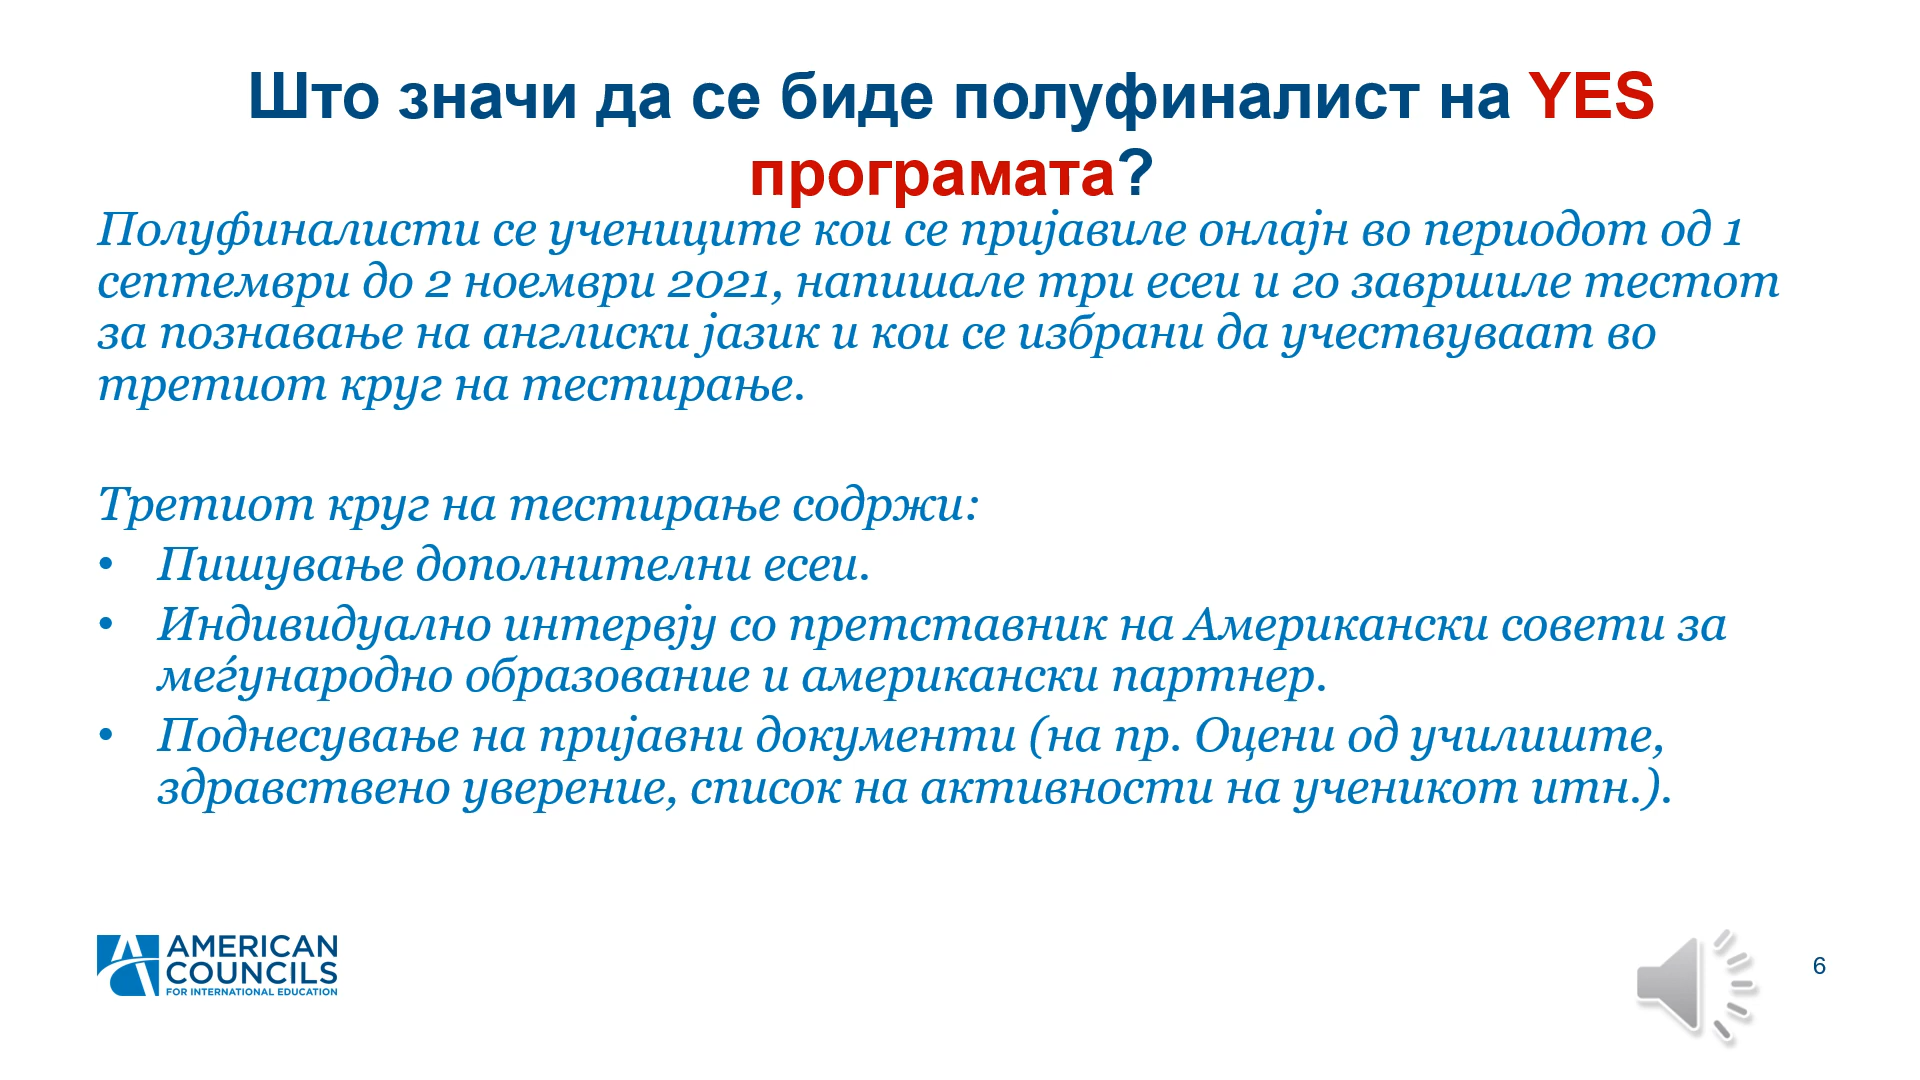 Што значи да се биде полуфиналист на YES
програмата?
Полуфиналисти се учениците кои се пријавиле онлајн во периодот од 1
септември до 2 ноември 2021, напишале три есеи и го завршиле тестот
за познавање на англиски јазик и кои се избрани да учествуваат во
третиот круг на тестирање.
Третиот круг на тестирање содржи:
• Пишување дополнителни есеи.
• Индивидуално интервју со претставник на Американски совети за
меѓународно образование и американски партнер.
• Поднесување на пријавни документи (на пр. Оцени од училиште,
здравствено уверение, список на активности на ученикот итн.).
AMERICAN
COUNCILS
FOR INTERNATIONAL EDUCATION
6